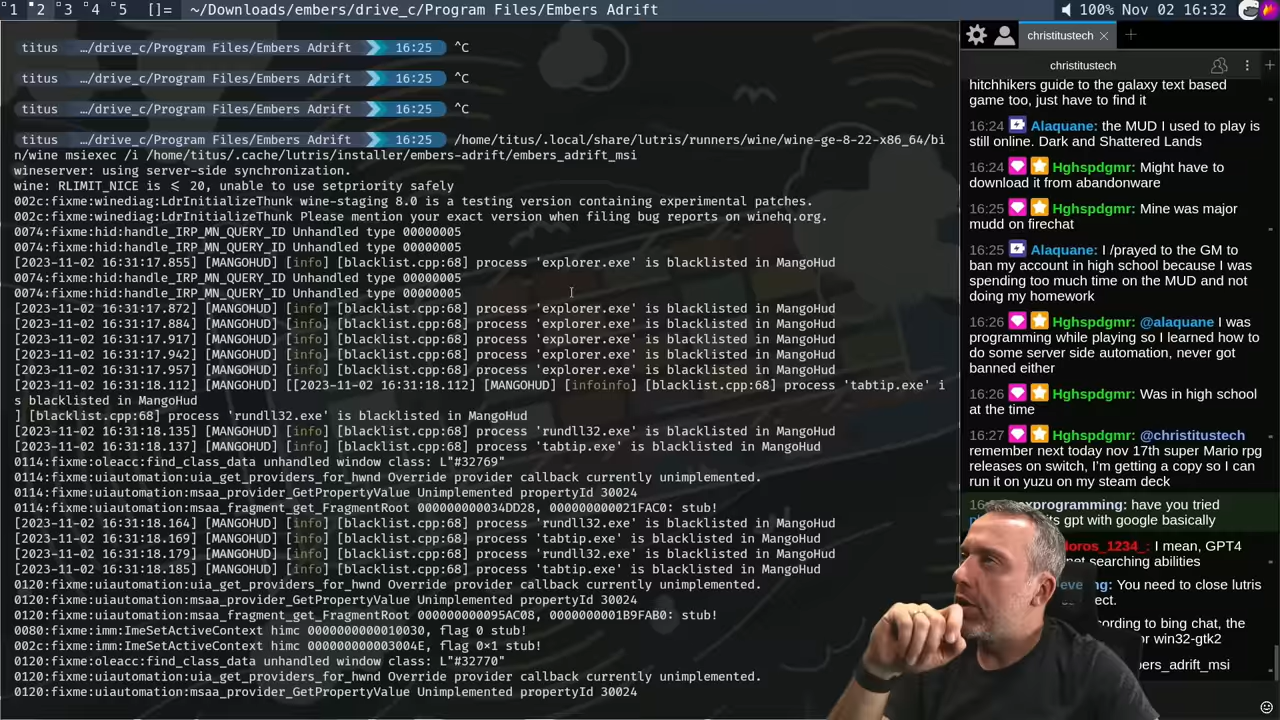 1 2 3 4 5 []= ~/Downloads/embers/drive_c/Program Files/Embers Adrift 100% Nov 02 16:32
titus …/drive_c/Program Files/Embers Adrift 16:25 ^C
titus …/drive_c/Program Files/Embers Adrift 16:25 ^C
titus …/drive_c/Program Files/Embers Adrift 16:25 ^C
titus …/drive_c/Program Files/Embers Adrift 16:25 /home/titus/.local/share/lutris/runners/wine/wine-ge-8-22-x86_64/bi
n/wine msiexec /i /home/titus/.cache/lutris/installer/embers-adrift/embers_adrift_msi
wineserver: using server-side synchronization.
wine: RLIMIT_NICE is ≤ 20, unable to use setpriority safely
002c:fixme:winediag:LdrInitializeThunk wine-staging 8.0 is a testing version containing experimental patches.
002c:fixme:winediag:LdrInitializeThunk Please mention your exact version when filing bug reports on winehq.org.
0074:fixme:hid:handle_IRP_MN_QUERY_ID Unhandled type 00000005
0074:fixme:hid:handle_IRP_MN_QUERY_ID Unhandled type 00000005
[2023-11-02 16:31:17.855] [MANGOHUD] [info] [blacklist.cpp:68] process 'explorer.exe' is blacklisted in MangoHud
0074:fixme:hid:handle_IRP_MN_QUERY_ID Unhandled type 00000005
0074:fixme:hid:handle_IRP_MN_QUERY_ID Unhandled type 00000005
[2023-11-02 16:31:17.872] [MANGOHUD] [info] [blacklist.cpp:68] process 'explorer.exe' is blacklisted in MangoHud
[2023-11-02 16:31:17.884] [MANGOHUD] [info] [blacklist.cpp:68] process 'explorer.exe' is blacklisted in MangoHud
[2023-11-02 16:31:17.917] [MANGOHUD] [info] [blacklist.cpp:68] process 'explorer.exe' is blacklisted in MangoHud
[2023-11-02 16:31:17.942] [MANGOHUD] [info] [blacklist.cpp:68] process 'explorer.exe' is blacklisted in MangoHud
[2023-11-02 16:31:17.957] [MANGOHUD] [info] [blacklist.cpp:68] process 'explorer.exe' is blacklisted in MangoHud
[2023-11-02 16:31:18.112] [MANGOHUD] [[2023-11-02 16:31:18.112] [MANGOHUD] [infoinfo] [blacklist.cpp:68] process 'tabtip.exe' i
s blacklisted in MangoHud
] [blacklist.cpp:68] process 'rundll32.exe' is blacklisted in MangoHud
[2023-11-02 16:31:18.135] [MANGOHUD] [info] [blacklist.cpp:68] process 'rundll32.exe' is blacklisted in MangoHud
[2023-11-02 16:31:18.137] [MANGOHUD] [info] [blacklist.cpp:68] process 'tabtip.exe' is blacklisted in MangoHud
0114:fixme:oleacc:find_class_data unhandled window class: L"#32769"
0114:fixme:uiautomation:uia_get_providers_for_hwnd Override provider callback currently unimplemented.
0114:fixme:uiautomation:msaa_provider_GetPropertyValue Unimplemented propertyId 30024
0114:fixme:uiautomation:msaa_fragment_get_FragmentRoot 00000000034DD28, 000000000021FAC0: stub!
[2023-11-02 16:31:18.164] [MANGOHUD] [info] [blacklist.cpp:68] process 'rundll32.exe' is blacklisted in MangoHud
[2023-11-02 16:31:18.169] [MANGOHUD] [info] [blacklist.cpp:68] process 'tabtip.exe' is blacklisted in MangoHud
[2023-11-02 16:31:18.179] [MANGOHUD] [info] [blacklist.cpp:68] process 'rundll32.exe' is blacklisted in MangoHud
[2023-11-02 16:31:18.185] [MANGOHUD] [info] [blacklist.cpp:68] process 'tabtip.exe' is blacklisted in MangoHud
0120:fixme:uiautomation:uia_get_providers_for_hwnd Override provider callback currently unimplemented.
0120:fixme:uiautomation:msaa_provider_GetPropertyValue Unimplemented propertyId 30024
0120:fixme:uiautomation:msaa_fragment_get_FragmentRoot 000000000095AC08, 0000000001B9FAB0: stub!
0080:fixme:imm:ImeSetActiveContext himc 0000000000010030, flag 0 stub!
002c:fixme:imm:ImeSetActiveContext himc 000000000003004E, flag 0×1 stub!
0120:fixme:oleacc:find_class_data unhandled window class: L"#32770"
0120:fixme:uiautomation:uia_get_providers_for_hwnd Override provider callback currently unimplemented.
0120:fixme:uiautomation:msaa_provider_GetPropertyValue Unimplemented propertyId 30024
christitustech
christitustech
hitchhikers guide to the galaxy text based
game too, just have to find it
16:24 Alaquane: the MUD I used to play is
still online. Dark and Shattered Lands
16:24 Hghspdgmr: Might have to
download it from abandonware
16:25 Hghspdgmr: Mine was major
mudd on firechat
16:25 Alaquane: I /prayed to the GM to
ban my account in high school because I was
spending too much time on the MUD and not
doing my homework
16:26 Hghspdgmr: @alaquane I was
programming while playing so I learned how to
do some server side automation, never got
banned either
16:26 Hghspdgmr: Was in high school
at the time
16:27 Hghspdgmr: @christitustech
remember next today nov 17th super Mario rpg
releases on switch, I'm getting a copy so I can
run it on yuzu on my steam deck
xprogramming: have you tried
gpt with google basically
loros_1234_: I mean, GPT4
net searching abilities
You need to close lutris
ect.
cording to bing chat, the
or win32-gtk2
bers_adrift_msi